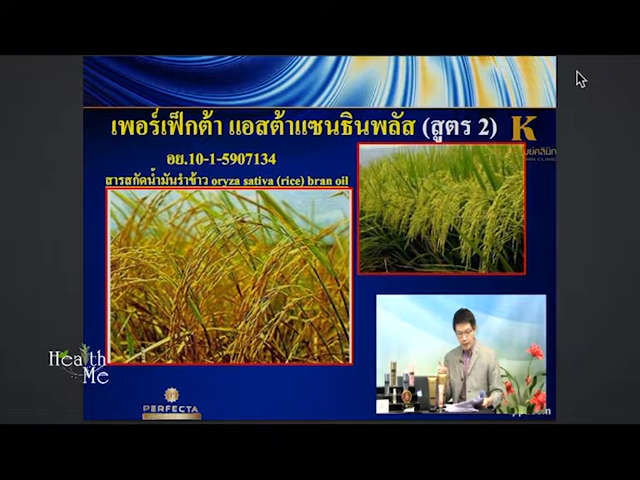 เพอร์เฟ็กต้า แอสต้าแซนธินพลัส (สูตร 2)
อย.10-1-5907134
สารสกัดน้ำมันรำข้าว oryza sativa (rice) bran oil
K
Health
Me
PERFECTA